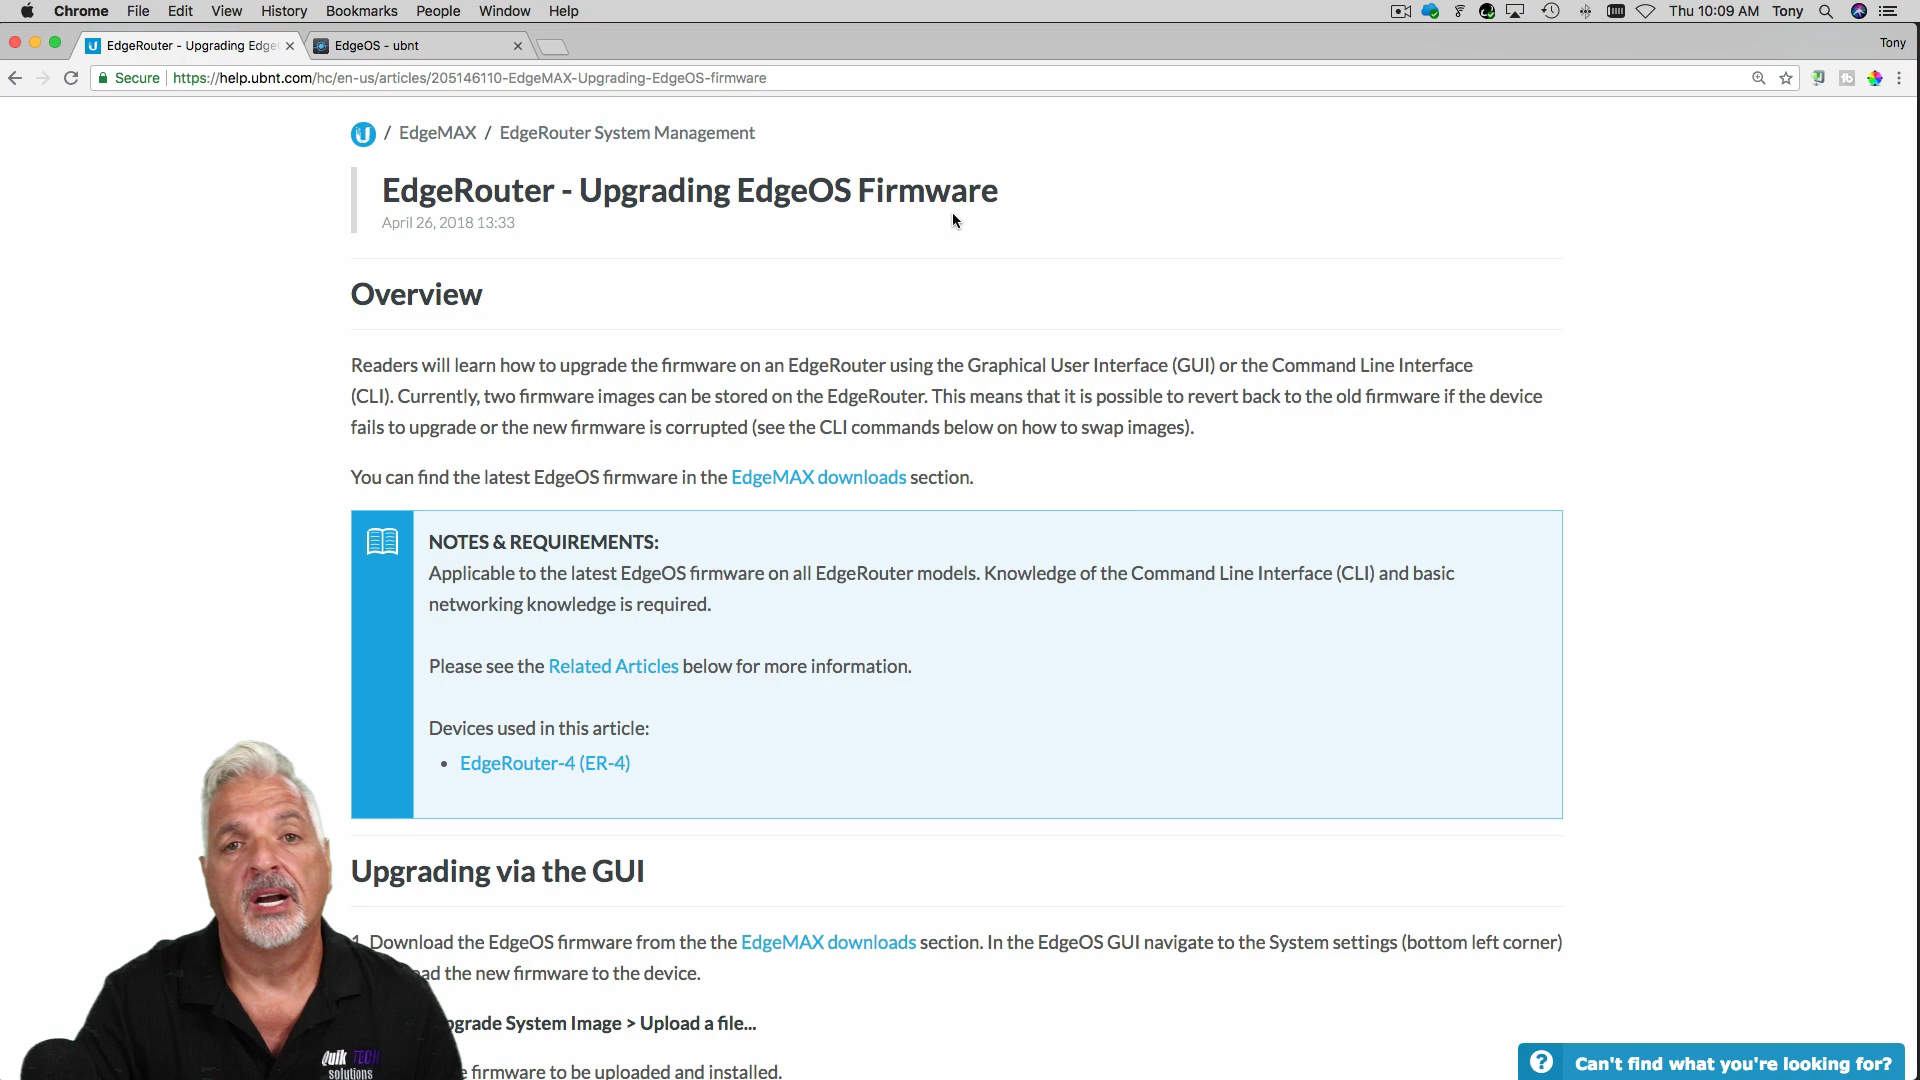 Chrome File Edit View History Bookmarks People Window Help Thu 10:09 AM Tony
EdgeRouter - Upgrading Edge EdgeOS - ubnt Tony
Secure https://help.ubnt.com/hc/en-us/articles/205146110-EdgeMAX-Upgrading-EdgeOS-firmware
/ EdgeMAX / EdgeRouter System Management
EdgeRouter - Upgrading EdgeOS Firmware
April 26, 2018 13:33
Overview
Readers will learn how to upgrade the firmware on an EdgeRouter using the Graphical User Interface (GUI) or the Command Line Interface
(CLI). Currently, two firmware images can be stored on the EdgeRouter. This means that it is possible to revert back to the old firmware if the device
fails to upgrade or the new firmware is corrupted (see the CLI commands below on how to swap images).
You can find the latest EdgeOS firmware in the EdgeMAX downloads section.
NOTES & REQUIREMENTS:
Applicable to the latest EdgeOS firmware on all EdgeRouter models. Knowledge of the Command Line Interface (CLI) and basic
networking knowledge is required.
Please see the Related Articles below for more information.
Devices used in this article:
• EdgeRouter-4 (ER-4)
Upgrading via the GUI
1. Download the EdgeOS firmware from the the EdgeMAX downloads section. In the EdgeOS GUI navigate to the System settings (bottom left corner)
the new firmware to the device.
System Image > Upload a file...
firmware to be uploaded and installed.
Quik TECH
solutions
? Can't find what you're looking for?